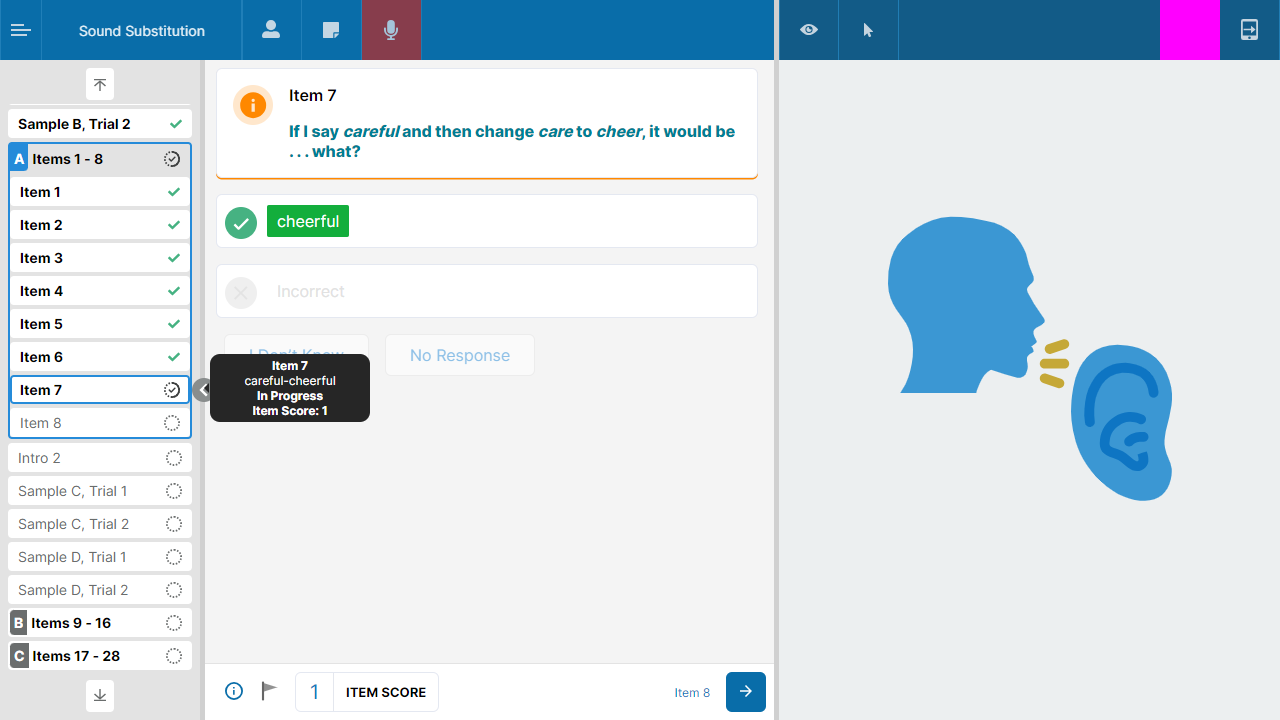 Sound Substitution
Sample B, Trial 2
A Items 1 - 8
Item 1
Item 2
Item 3
Item 4
Item 5
Item 6
Item 7
Item 8
Intro 2
Sample C, Trial 1
Sample C, Trial 2
Sample D, Trial 1
Sample D, Trial 2
B Items 9 - 16
C Items 17 - 28
Item 7
If I say careful and then change care to cheer, it would be
. . . what?
cheerful
Incorrect
I Don't Know
No Response
Item 7
careful-cheerful
In Progress
Item Score: 1
1 ITEM SCORE
Item 8